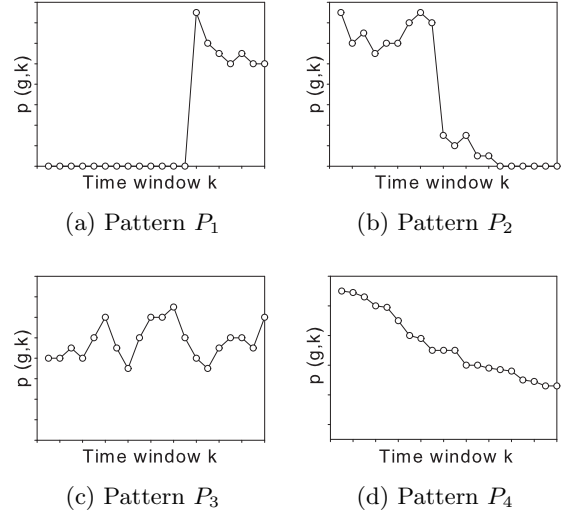 p (g,k)
Time window k
(a) Pattern P1
p (g,k)
Time window k
(b) Pattern P2
p (g,k)
Time window k
(c) Pattern P3
p (g,k)
Time window k
(d) Pattern P4